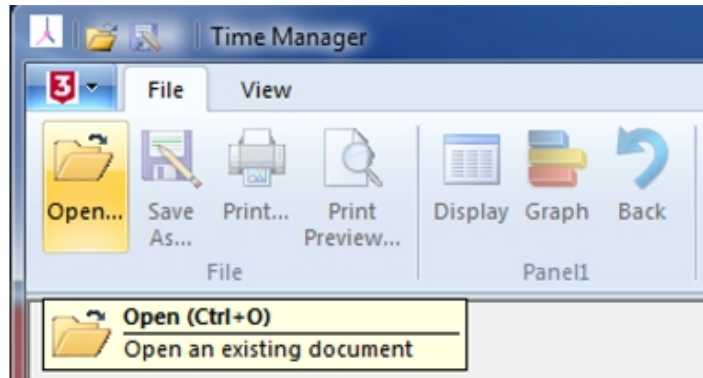 Time Manager
3 File View
Open... Save As... Print... Print Preview... Display Graph Back
File Panel1
Open (Ctrl+O)
Open an existing document